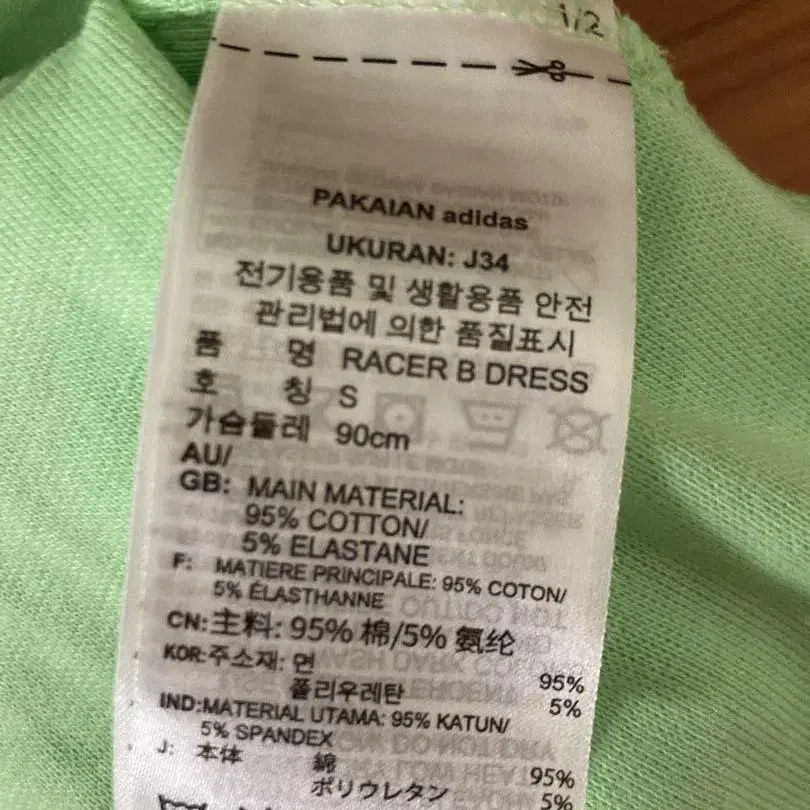 1/2
PAKAIAN adidas
UKURAN: J34
전기용품 및 생활용품 안전
관리법에 의한 품질표시
품 명 RACER B DRESS
호 칭 S
가슴둘레 90cm
AU/
GB: MAIN MATERIAL:
95% COTTON/
5% ELASTANE
F: MATIERE PRINCIPALE: 95% COTON/
5% ÉLASTHANNE
CN:主料: 95% 棉/5% 氨纶
KOR:주소재: 면 95%
폴리우레탄 5%
IND:MATERIAL UTAMA: 95% KATUN/
5% SPANDEX
J: 本体 綿 95%
ポリウレタン 5%